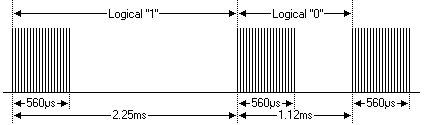 Logical "1" Logical "0"
560µs 560µs 560µs
2.25ms 1.12ms